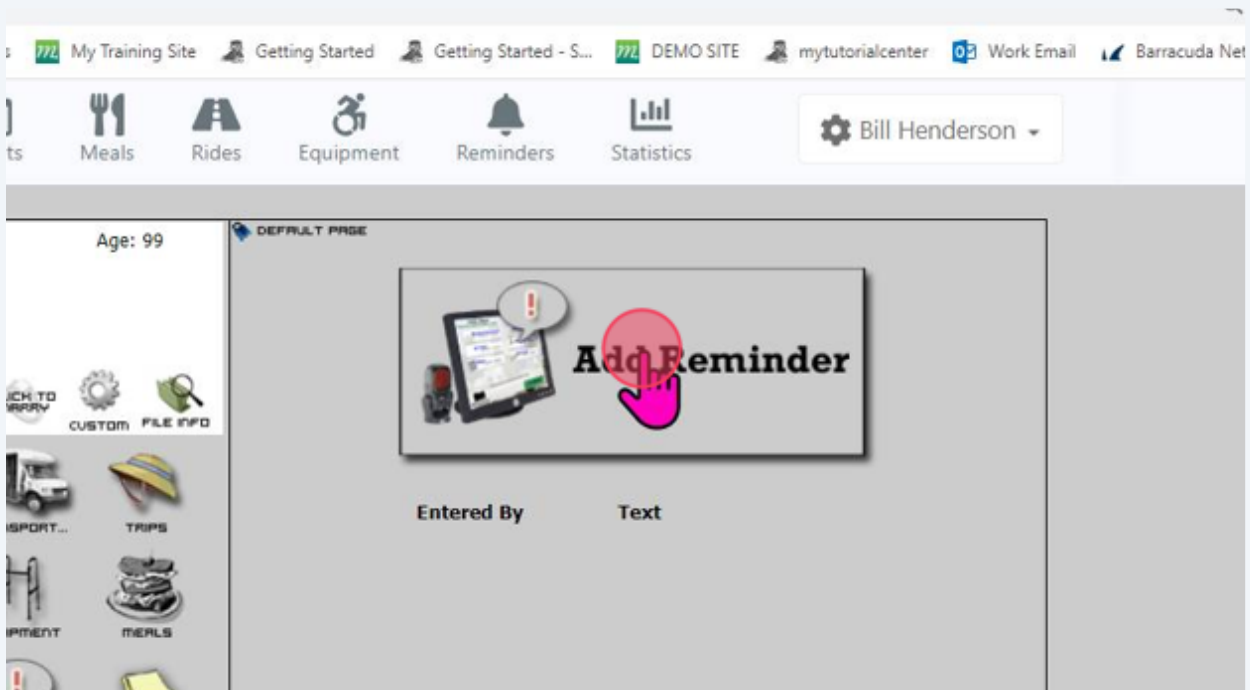 My Training Site Getting Started Getting Started - S... DEMO SITE mytutorialcenter Work Email Barracuda Net
ts Meals Rides Equipment Reminders Statistics Bill Henderson
Age: 99
DEFAULT PAGE
Add Reminder
CUSTOM FILE INFO
Entered By Text
TRIPS
MEALS